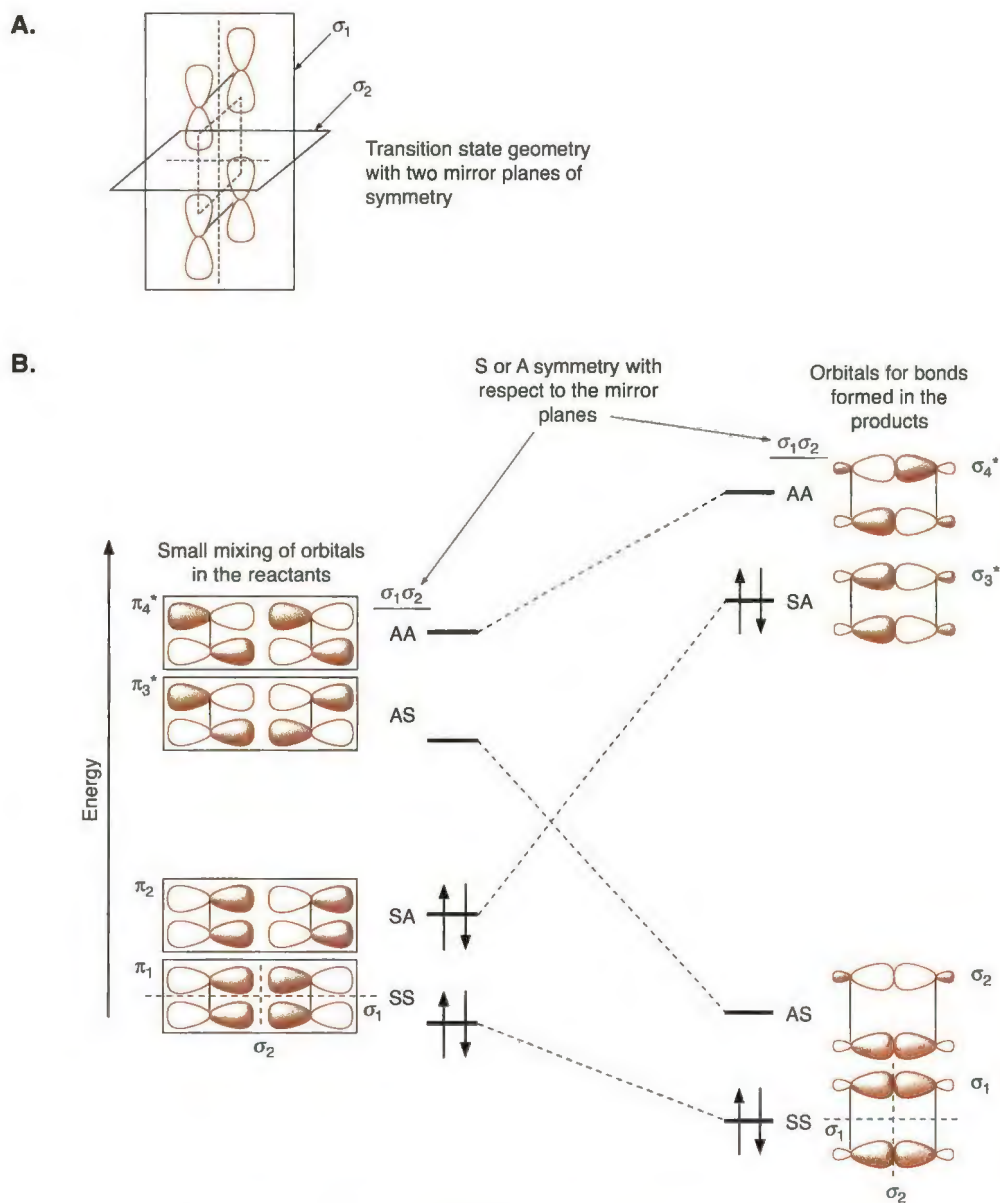 A.
σ₁
σ₂
Transition state geometry
with two mirror planes of
symmetry
B.
S or A symmetry with
respect to the mirror
planes
Orbitals for bonds
formed in the
products
σ₁σ₂
σ₄*
AA
σ₃*
SA
Small mixing of orbitals
in the reactants
σ₁σ₂
π₄*
AA
π₃*
AS
Energy
π₂
SA
π₁
SS
σ₁
σ₂
σ₂
AS
σ₁
SS
σ₁
σ₂